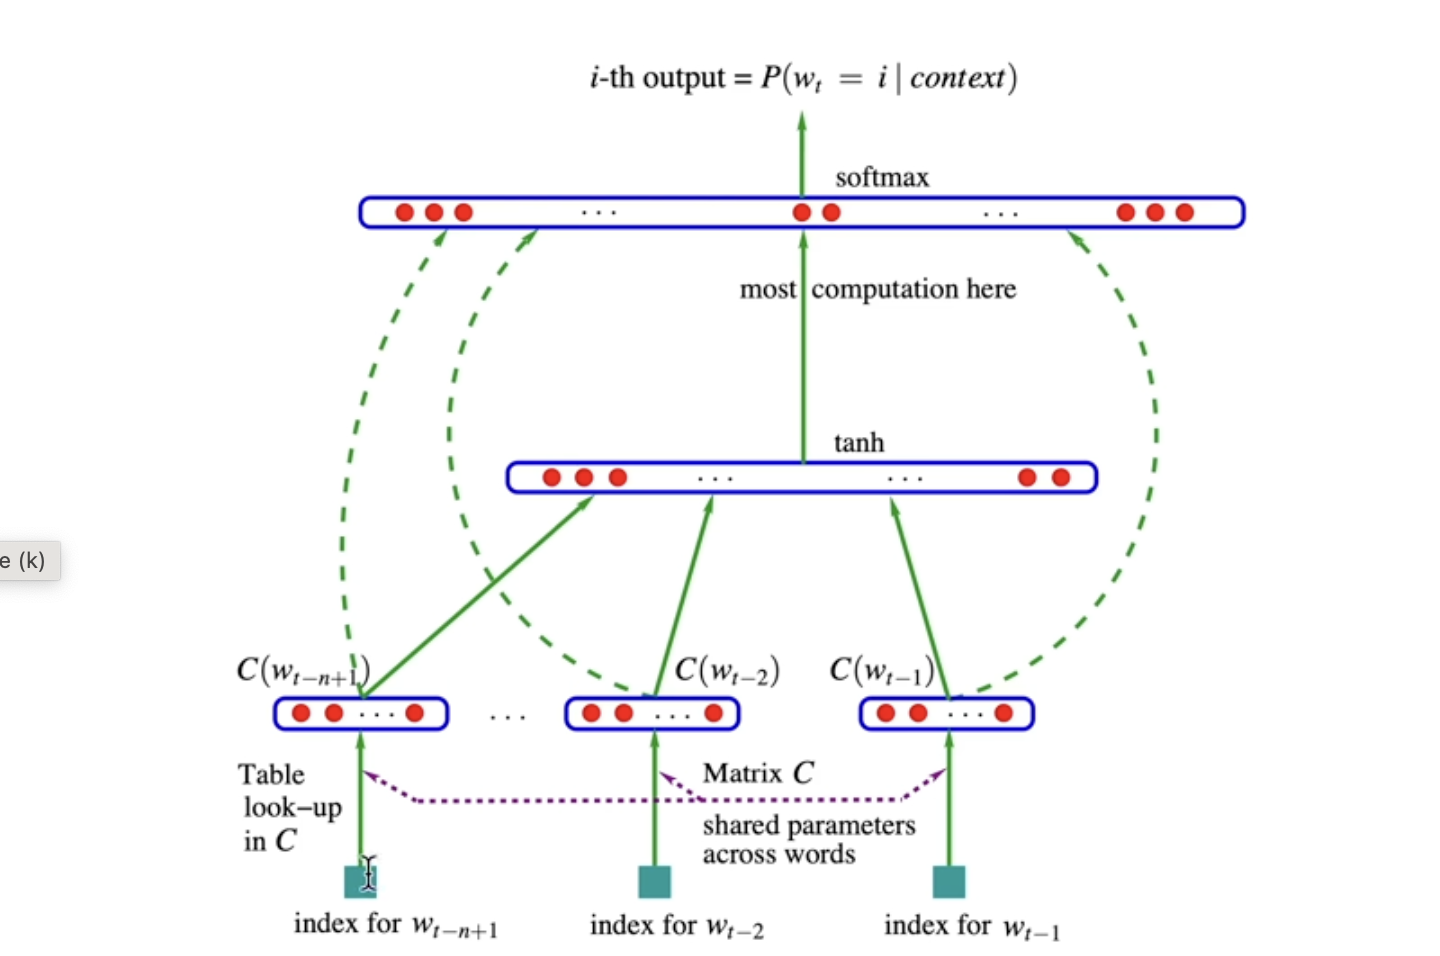 i-th output = P(w_t = i | context)
softmax
· · ·
· · ·
most computation here
tanh
· · ·
· · ·
e (k)
C(w_{t−n+1})
C(w_{t−2})
C(w_{t−1})
· · ·
· · ·
· · ·
· · ·
Table
look−up
in C
Matrix C
shared parameters
across words
index for w_{t−n+1}
index for w_{t−2}
index for w_{t−1}